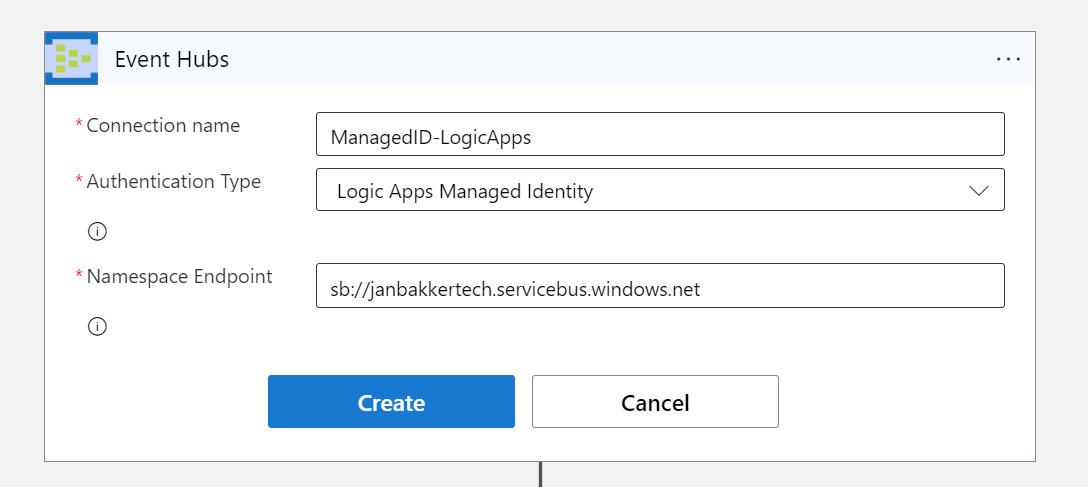 Event Hubs
* Connection name
ManagedID-LogicApps
* Authentication Type
Logic Apps Managed Identity
* Namespace Endpoint
sb://janbakkertech.servicebus.windows.net
Create
Cancel